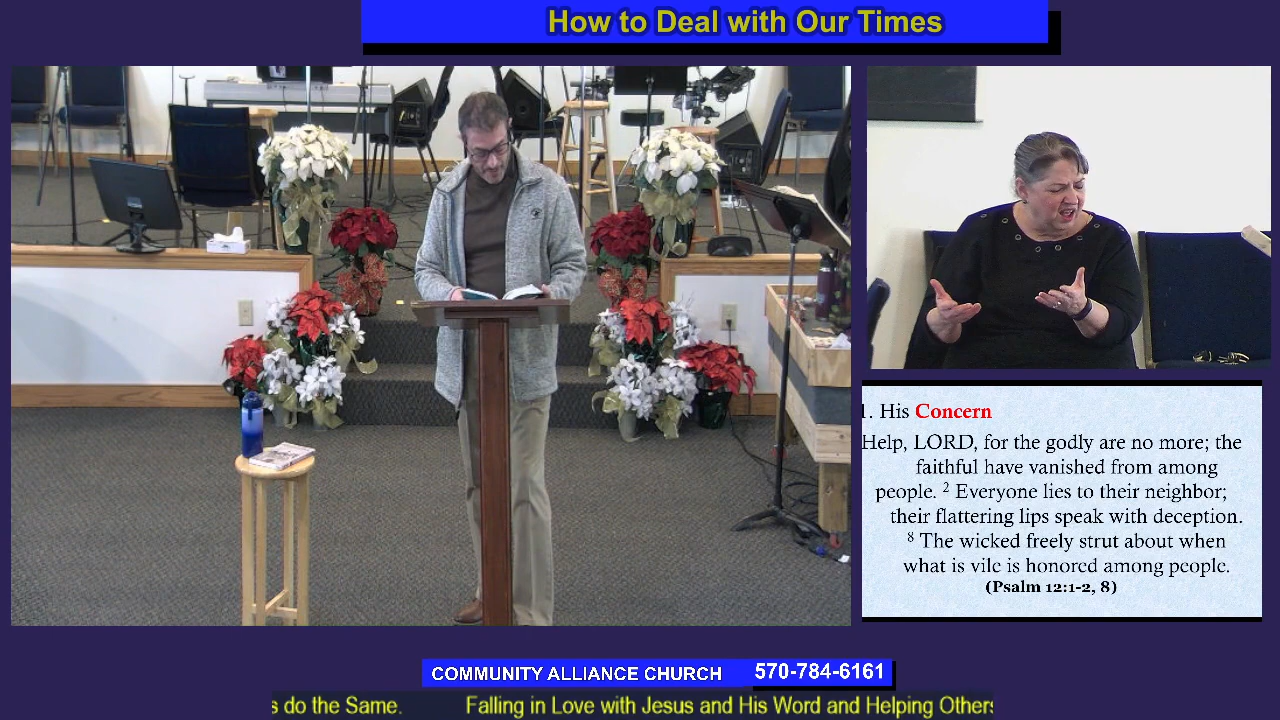 How to Deal with Our Times
1. His Concern
Help, LORD, for the godly are no more; the
faithful have vanished from among
people. 2 Everyone lies to their neighbor;
their flattering lips speak with deception.
8 The wicked freely strut about when
what is vile is honored among people.
(Psalm 12:1-2, 8)
COMMUNITY ALLIANCE CHURCH 570-784-6161
s do the Same. Falling in Love with Jesus and His Word and Helping Others